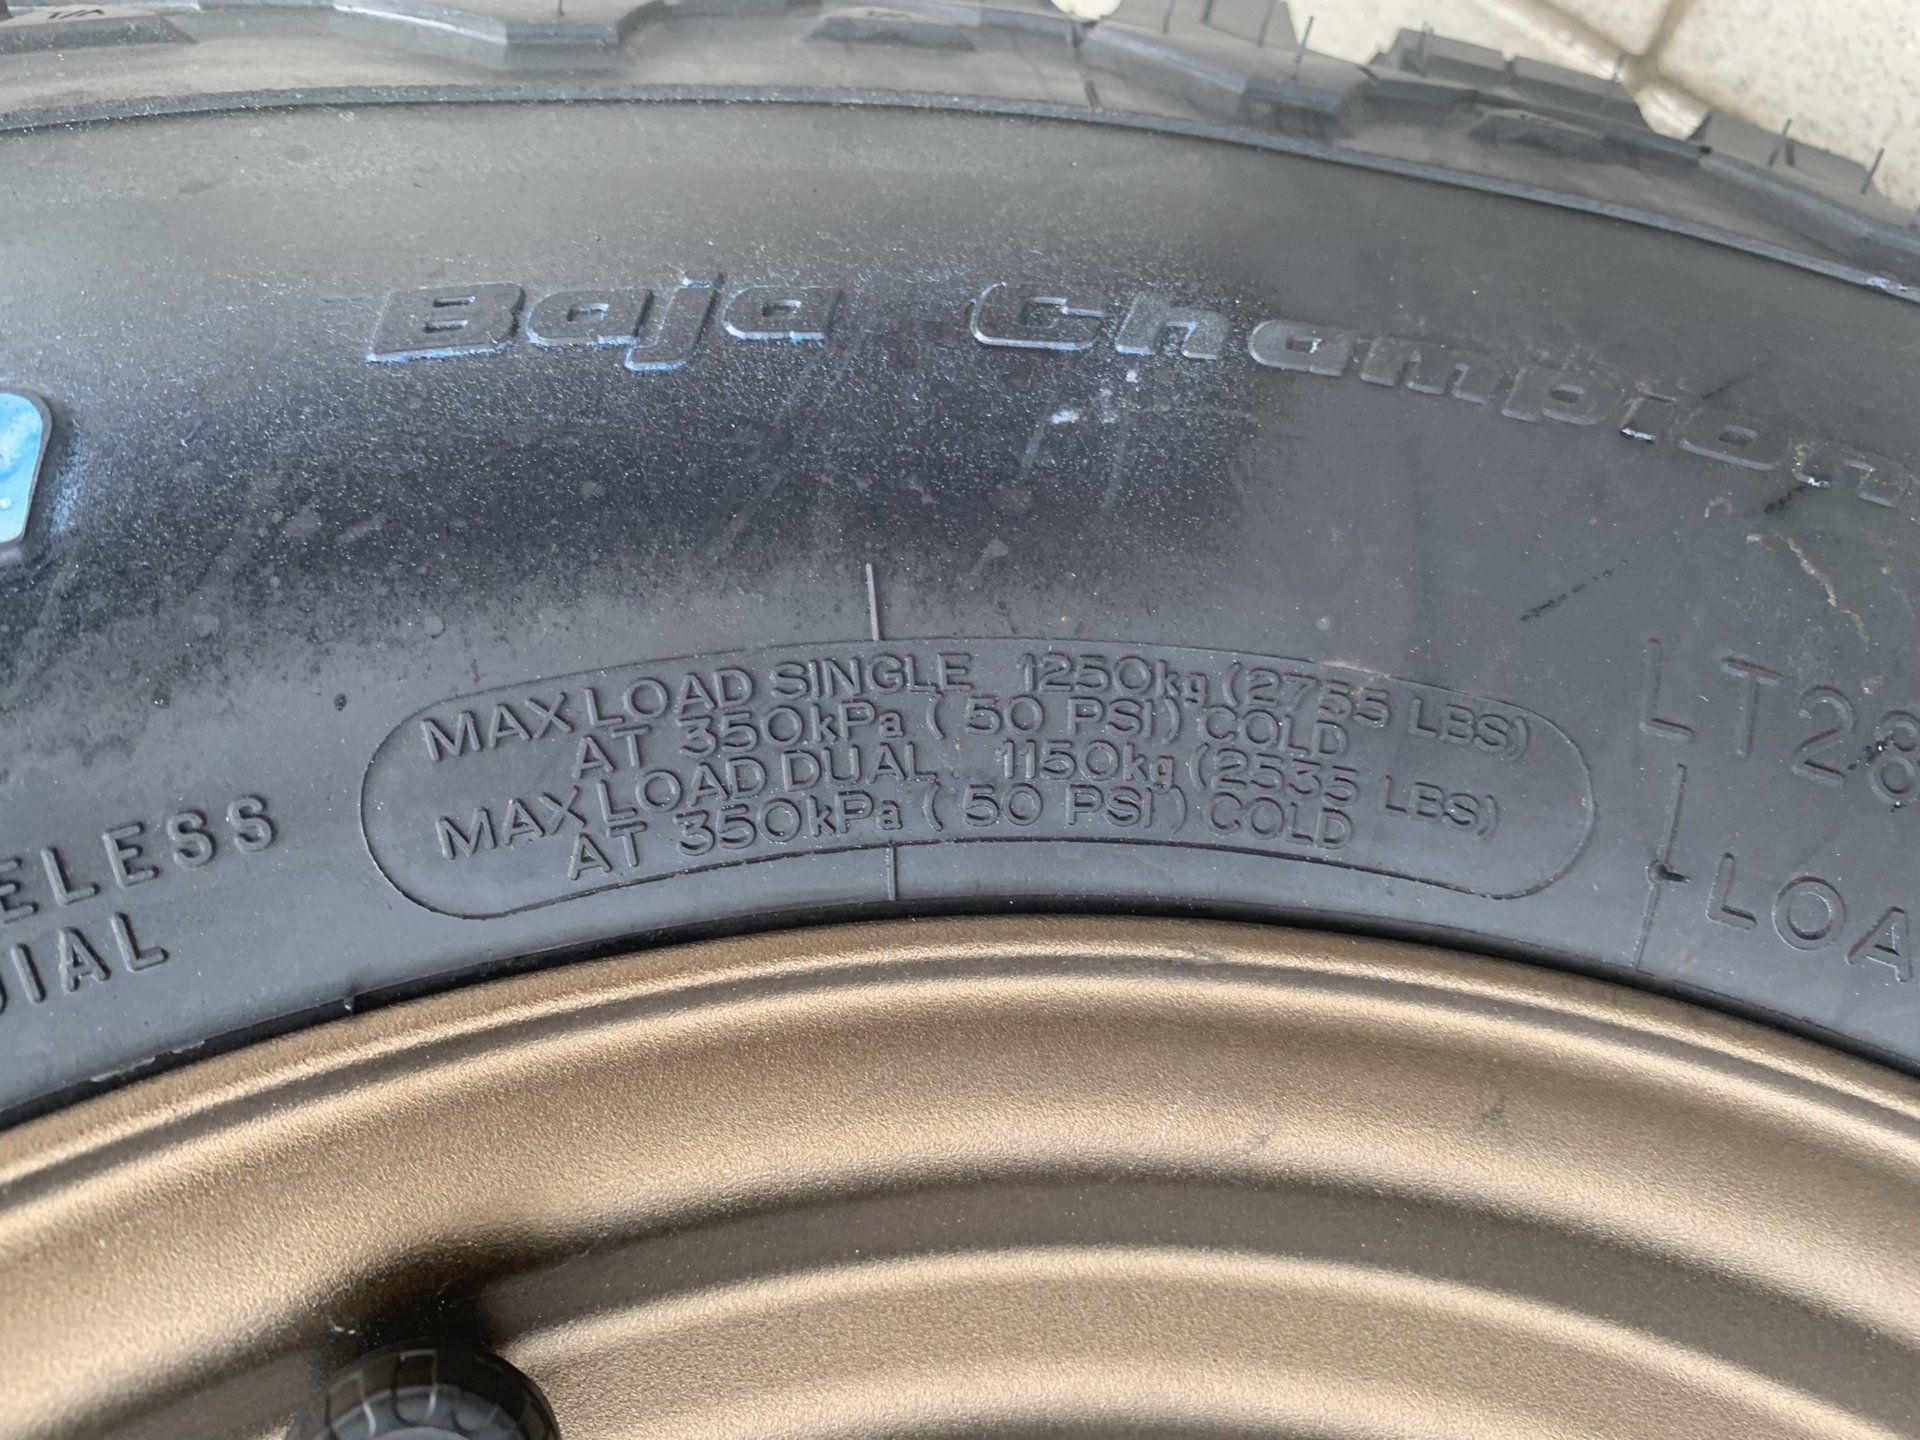 Baja Champion
MAX LOAD SINGLE 1250kg (2755 LBS)
AT 350kPa ( 50 PSI ) COLD
MAX LOAD DUAL 1150kg (2535 LBS)
AT 350kPa ( 50 PSI ) COLD
ELESS
DIAL
LT28
LOA